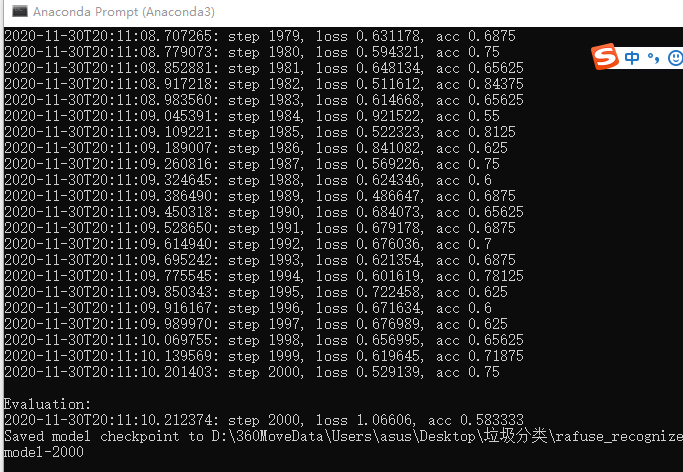 Anaconda Prompt (Anaconda3)
2020-11-30T20:11:08.707265: step 1979, loss 0.631178, acc 0.6875
2020-11-30T20:11:08.779073: step 1980, loss 0.594321, acc 0.75
2020-11-30T20:11:08.852881: step 1981, loss 0.648134, acc 0.65625
2020-11-30T20:11:08.917218: step 1982, loss 0.511612, acc 0.84375
2020-11-30T20:11:08.983560: step 1983, loss 0.614668, acc 0.65625
2020-11-30T20:11:09.045391: step 1984, loss 0.921522, acc 0.55
2020-11-30T20:11:09.109221: step 1985, loss 0.522323, acc 0.8125
2020-11-30T20:11:09.189007: step 1986, loss 0.841082, acc 0.625
2020-11-30T20:11:09.260816: step 1987, loss 0.569226, acc 0.75
2020-11-30T20:11:09.324645: step 1988, loss 0.624346, acc 0.6
2020-11-30T20:11:09.386490: step 1989, loss 0.486647, acc 0.6875
2020-11-30T20:11:09.450318: step 1990, loss 0.684073, acc 0.65625
2020-11-30T20:11:09.528650: step 1991, loss 0.679178, acc 0.6875
2020-11-30T20:11:09.614940: step 1992, loss 0.676036, acc 0.7
2020-11-30T20:11:09.695242: step 1993, loss 0.621354, acc 0.6875
2020-11-30T20:11:09.775545: step 1994, loss 0.601619, acc 0.78125
2020-11-30T20:11:09.850343: step 1995, loss 0.722458, acc 0.625
2020-11-30T20:11:09.916167: step 1996, loss 0.671634, acc 0.6
2020-11-30T20:11:09.989970: step 1997, loss 0.676989, acc 0.625
2020-11-30T20:11:10.069755: step 1998, loss 0.656995, acc 0.65625
2020-11-30T20:11:10.139569: step 1999, loss 0.619645, acc 0.71875
2020-11-30T20:11:10.201403: step 2000, loss 0.529139, acc 0.75
Evaluation:
2020-11-30T20:11:10.212374: step 2000, loss 1.06606, acc 0.583333
Saved model checkpoint to D:\360MoveData\Users\asus\Desktop\垃圾分类\rafuse_recognize
model-2000
S 中 °，